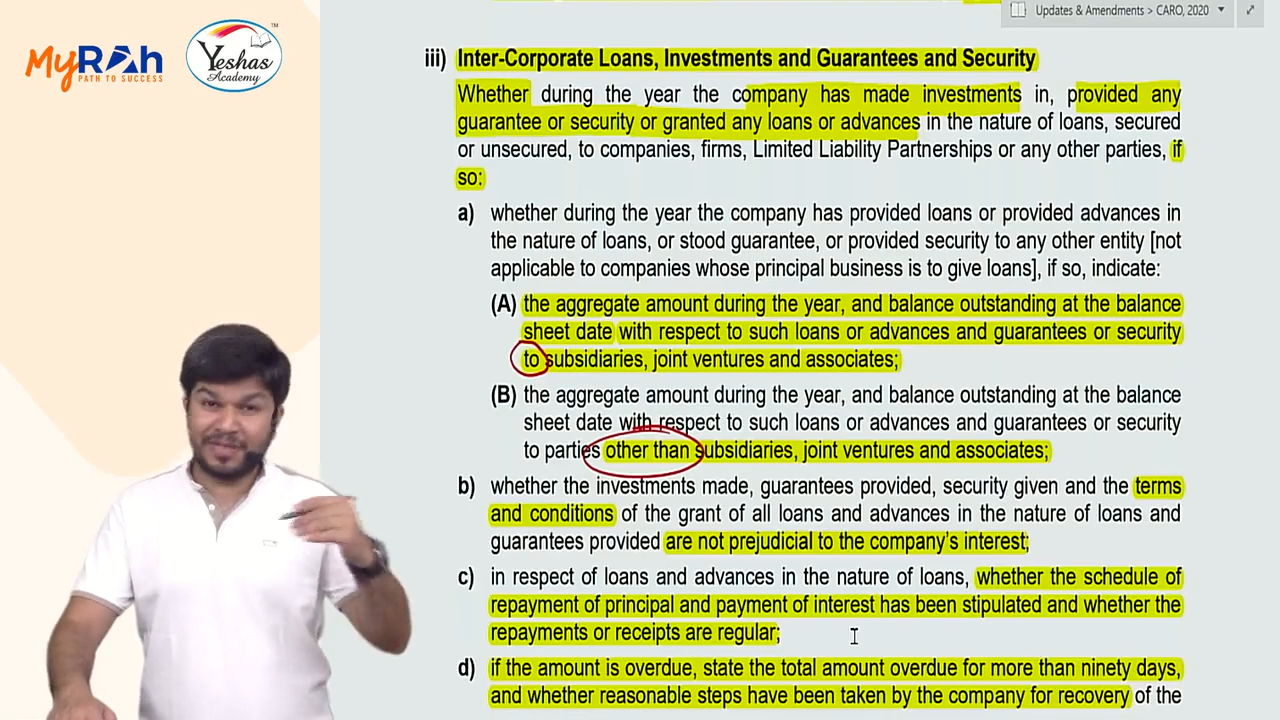 MyRAh
PATH TO SUCCESS
Yeshas
Academy
TM
Updates & Amendments > CARO, 2020
iii) Inter-Corporate Loans, Investments and Guarantees and Security
Whether during the year the company has made investments in, provided any
guarantee or security or granted any loans or advances in the nature of loans, secured
or unsecured, to companies, firms, Limited Liability Partnerships or any other parties, if
so:
a) whether during the year the company has provided loans or provided advances in
the nature of loans, or stood guarantee, or provided security to any other entity [not
applicable to companies whose principal business is to give loans], if so, indicate:
(A) the aggregate amount during the year, and balance outstanding at the balance
sheet date with respect to such loans or advances and guarantees or security
to subsidiaries, joint ventures and associates;
(B) the aggregate amount during the year, and balance outstanding at the balance
sheet date with respect to such loans or advances and guarantees or security
to parties other than subsidiaries, joint ventures and associates;
b) whether the investments made, guarantees provided, security given and the terms
and conditions of the grant of all loans and advances in the nature of loans and
guarantees provided are not prejudicial to the company's interest;
c) in respect of loans and advances in the nature of loans, whether the schedule of
repayment of principal and payment of interest has been stipulated and whether the
repayments or receipts are regular;
d) if the amount is overdue, state the total amount overdue for more than ninety days,
and whether reasonable steps have been taken by the company for recovery of the